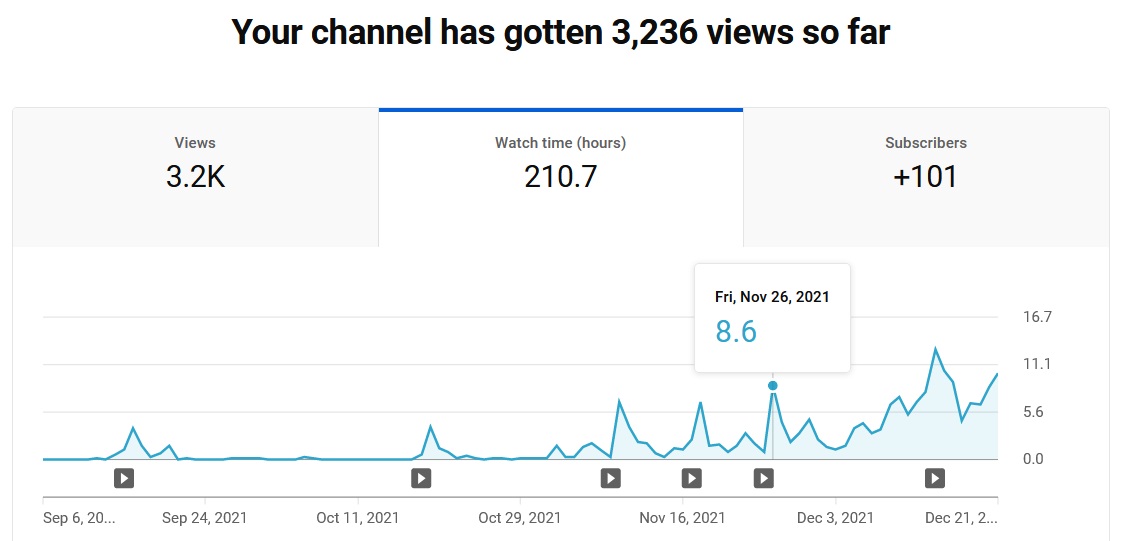 Your channel has gotten 3,236 views so far
Views
3.2K
Watch time (hours)
210.7
Subscribers
+101
Fri, Nov 26, 2021
8.6
16.7
11.1
5.6
0.0
Sep 6, 20... Sep 24, 2021 Oct 11, 2021 Oct 29, 2021 Nov 16, 2021 Dec 3, 2021 Dec 21, 2...